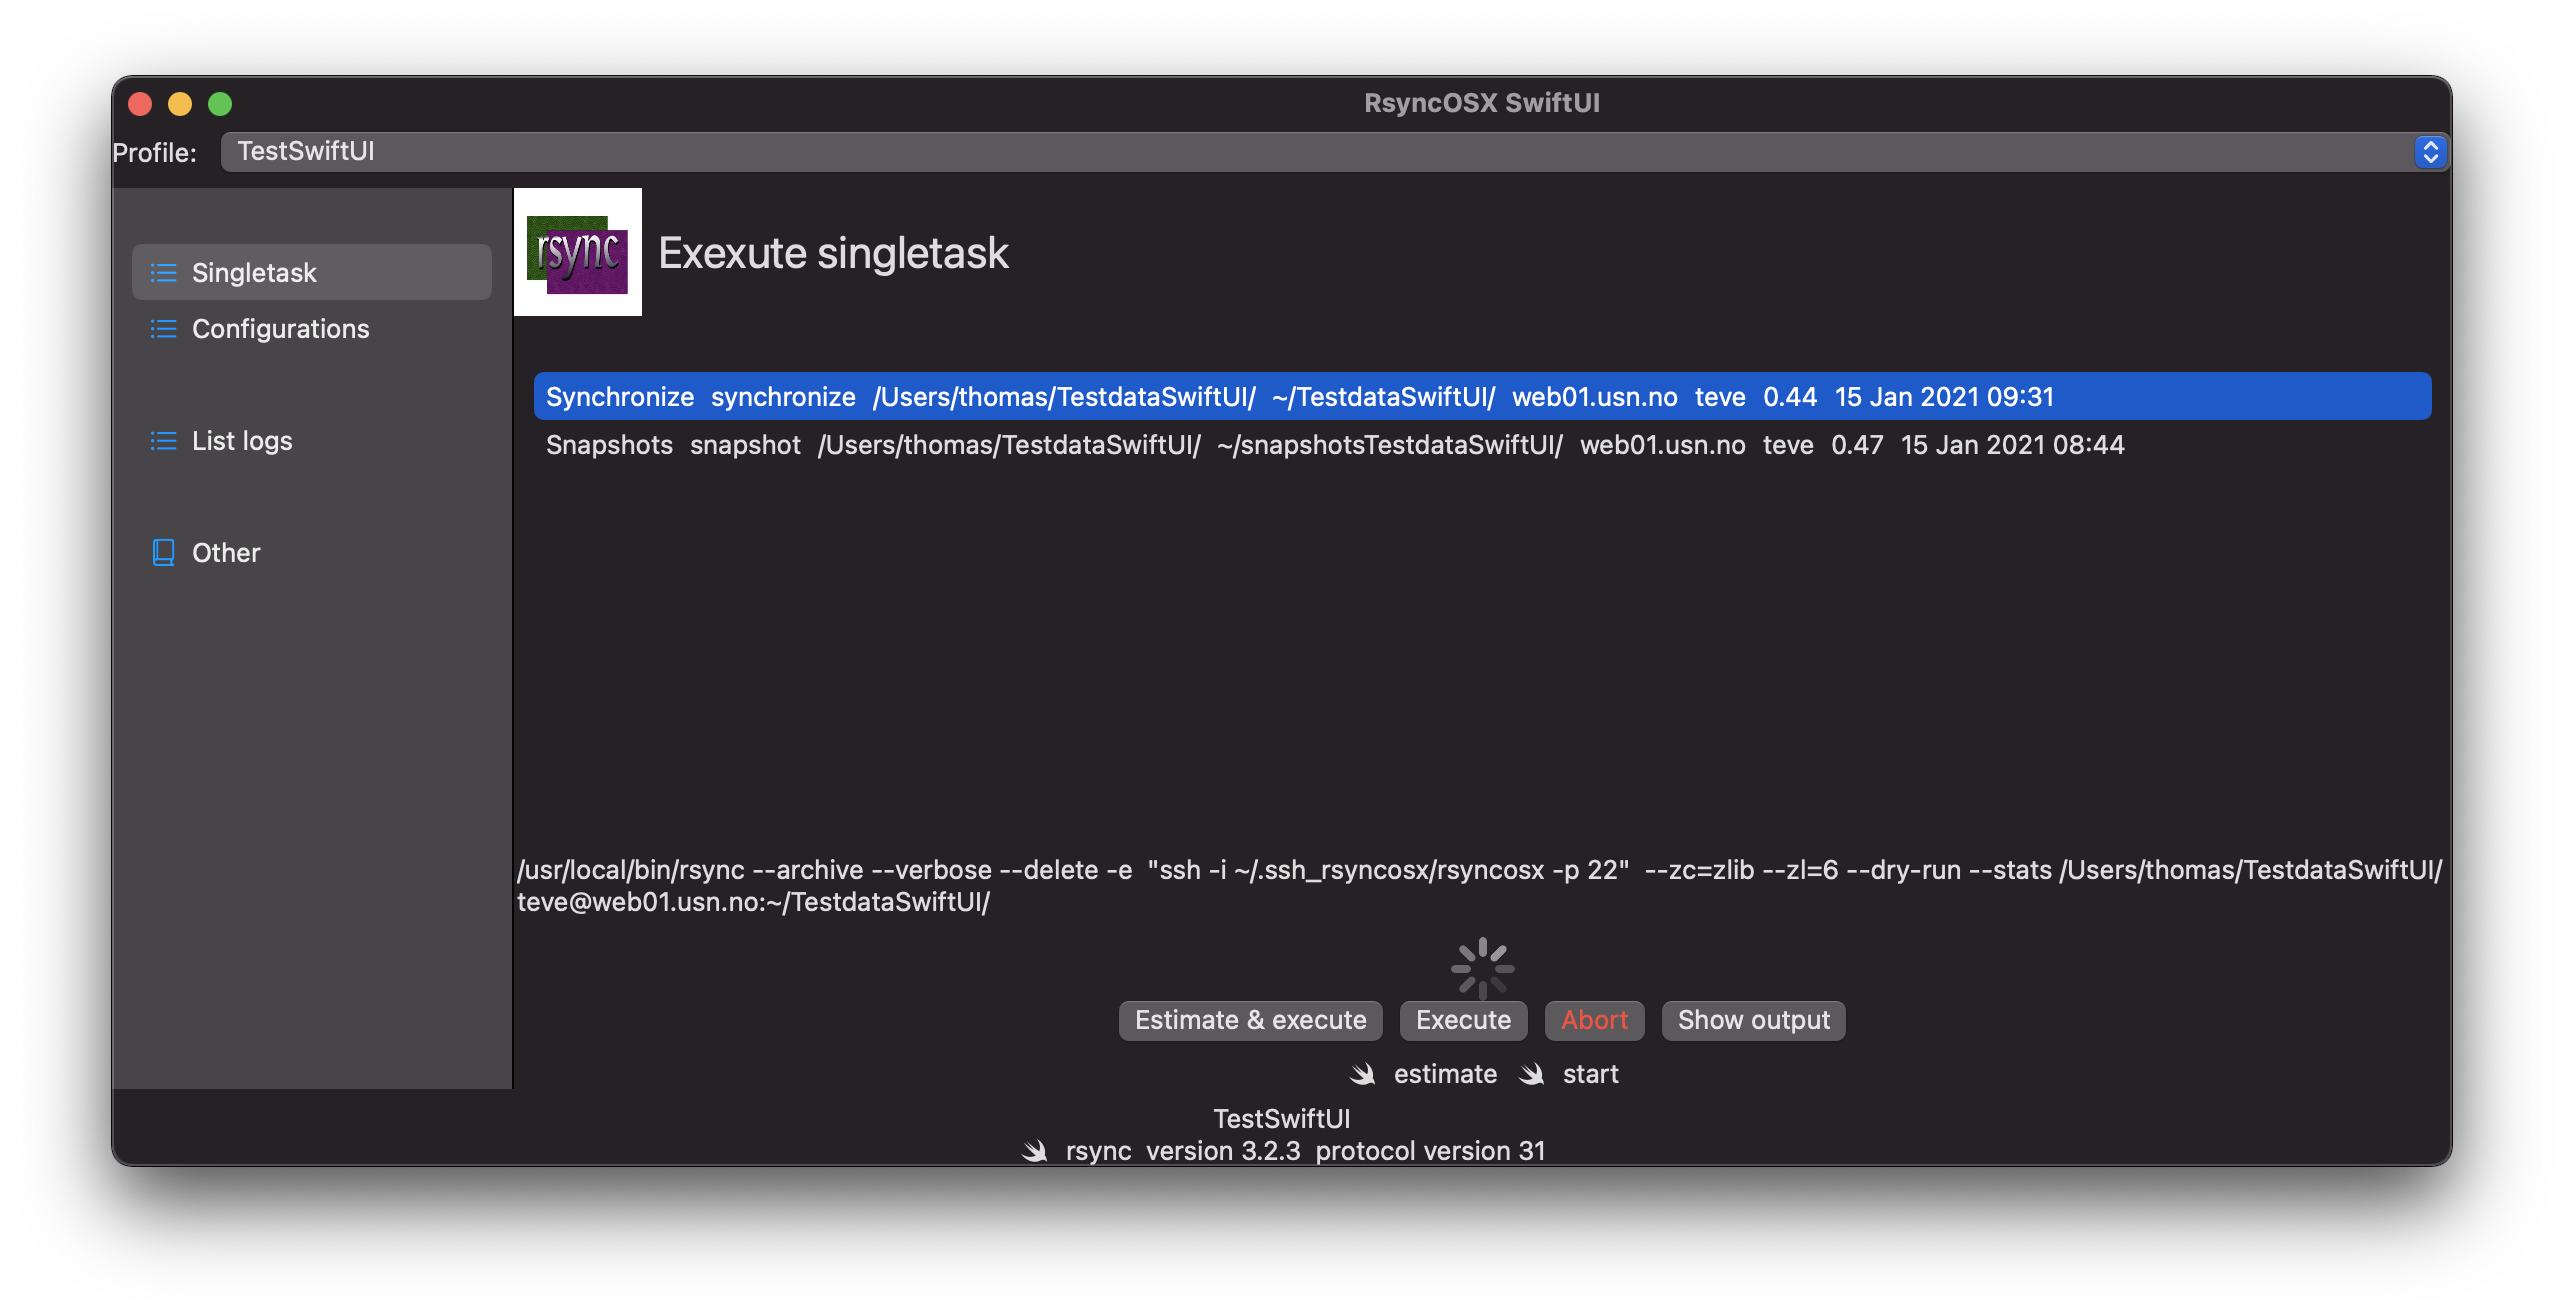 RsyncOSX SwiftUI
Profile: TestSwiftUI
rsync Exexute singletask
Singletask
Configurations
List logs
Other
Synchronize synchronize /Users/thomas/TestdataSwiftUI/ ~/TestdataSwiftUI/ web01.usn.no teve 0.44 15 Jan 2021 09:31
Snapshots snapshot /Users/thomas/TestdataSwiftUI/ ~/snapshotsTestdataSwiftUI/ web01.usn.no teve 0.47 15 Jan 2021 08:44
/usr/local/bin/rsync --archive --verbose --delete -e "ssh -i ~/.ssh_rsyncosx/rsyncosx -p 22" --zc=zlib --zl=6 --dry-run --stats /Users/thomas/TestdataSwiftUI/
teve@web01.usn.no:~/TestdataSwiftUI/
Estimate & execute Execute Abort Show output
estimate start
TestSwiftUI
rsync version 3.2.3 protocol version 31